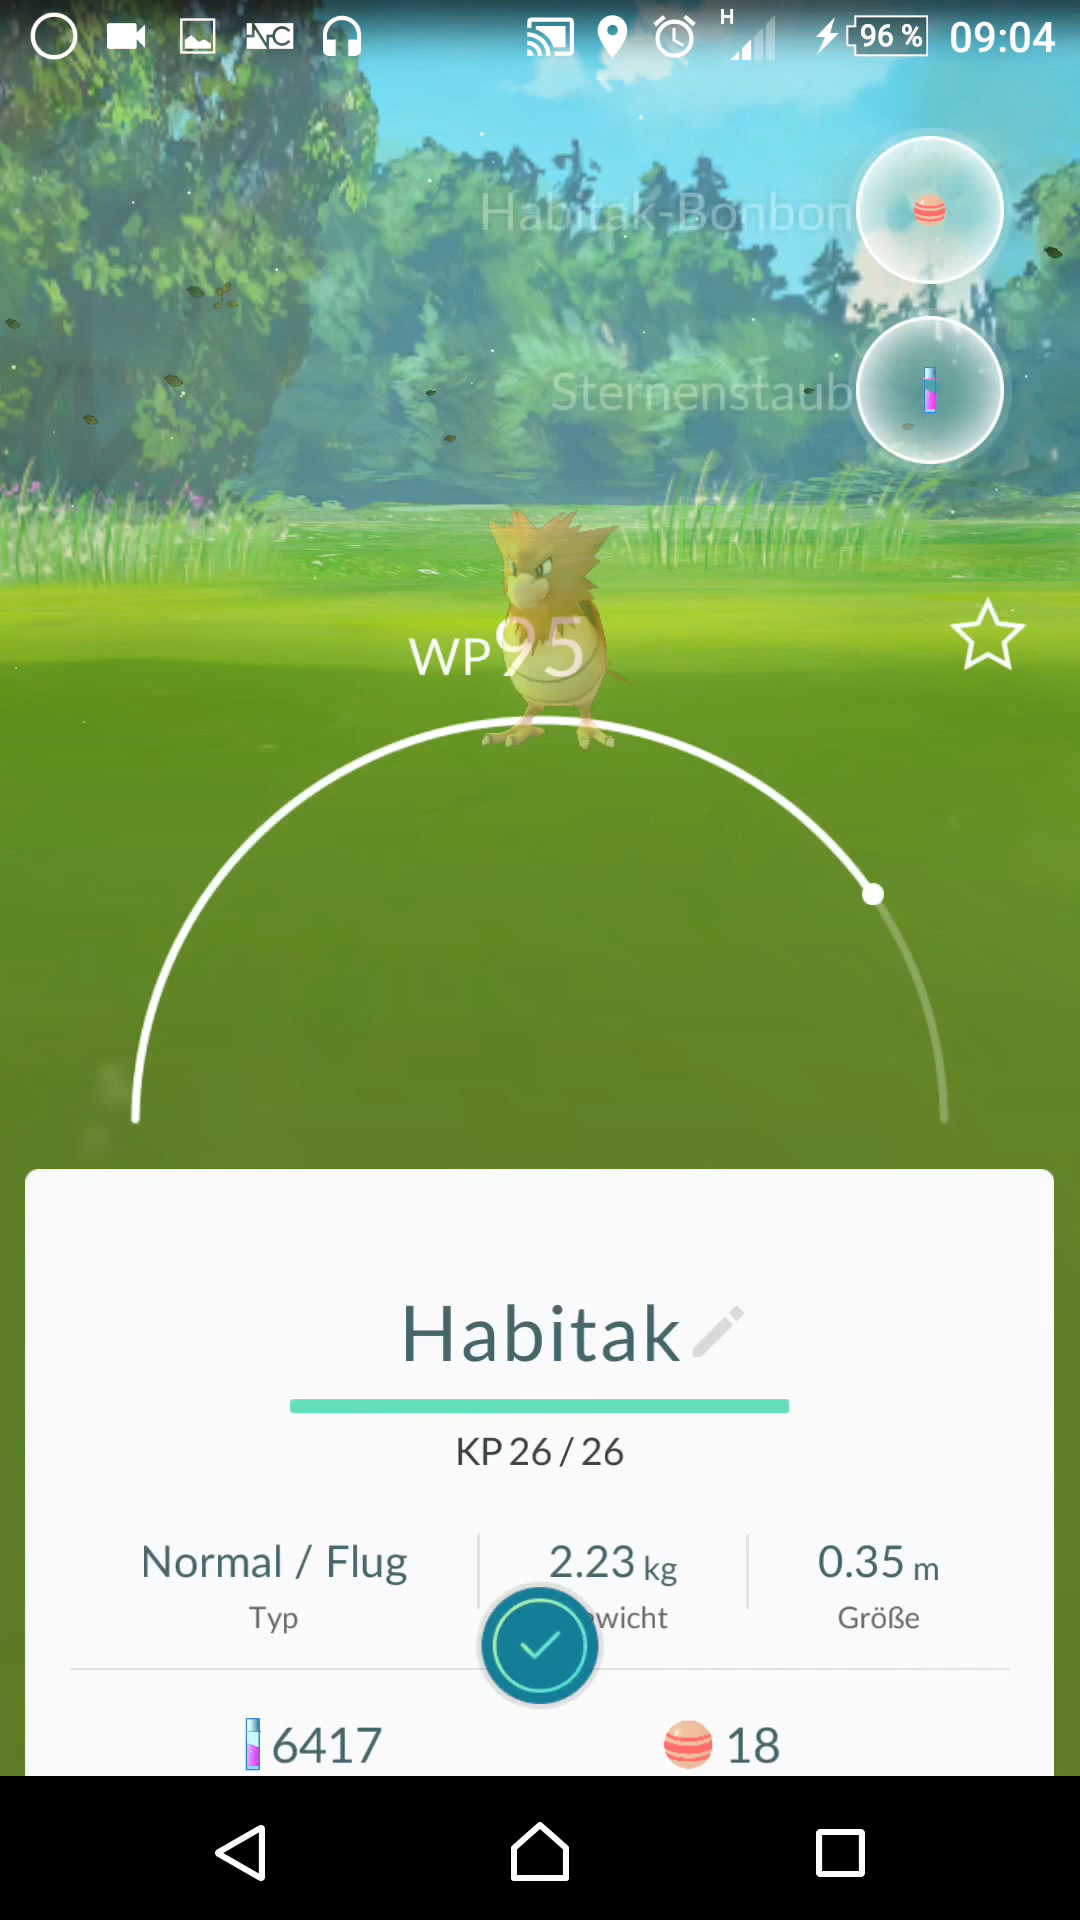 H 96 % 09:04
Habitak-Bonbon
Sternenstaub
WP95
Habitak
KP 26 / 26
Normal / Flug 2.23 kg 0.35 m
Typ wicht Größe
6417 18